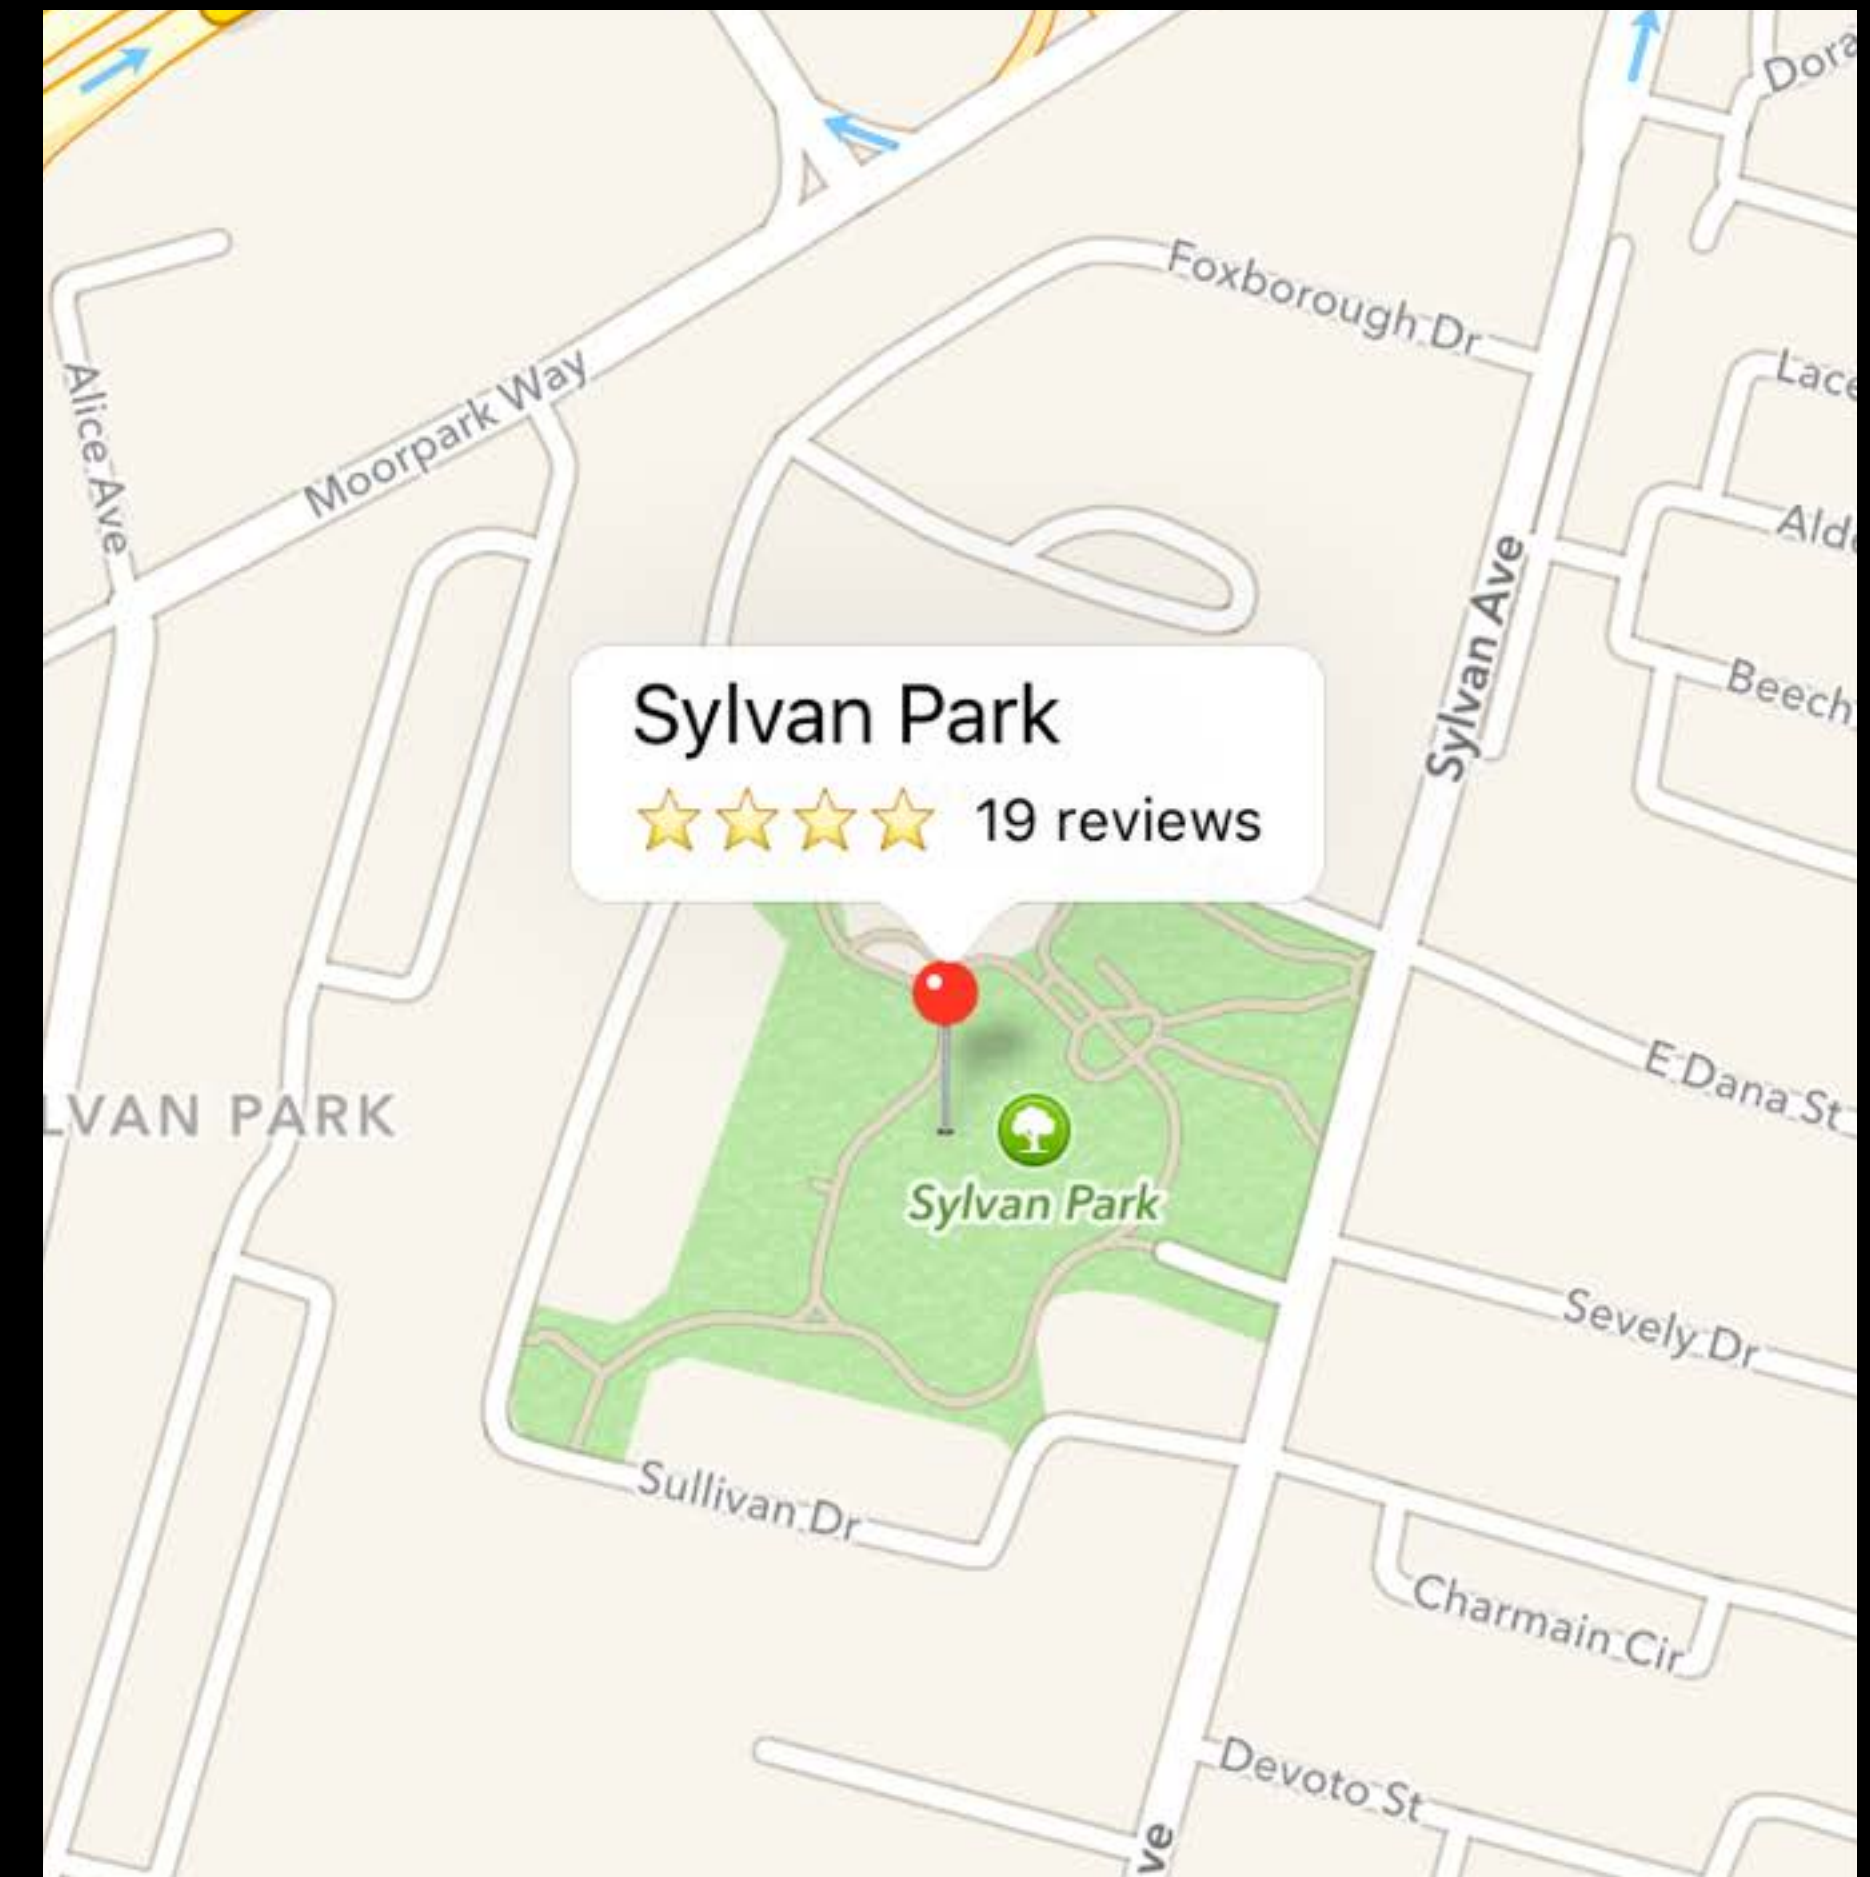 Dora
Foxborough Dr
Lace
Alice Ave
Moorpark Way
Alde
Sylvan Ave
Beech
Sylvan Park
19 reviews
E Dana St
LVAN PARK
Sylvan Park
Sevely Dr
Sullivan Dr
Charmain Cir
Devoto St
ve